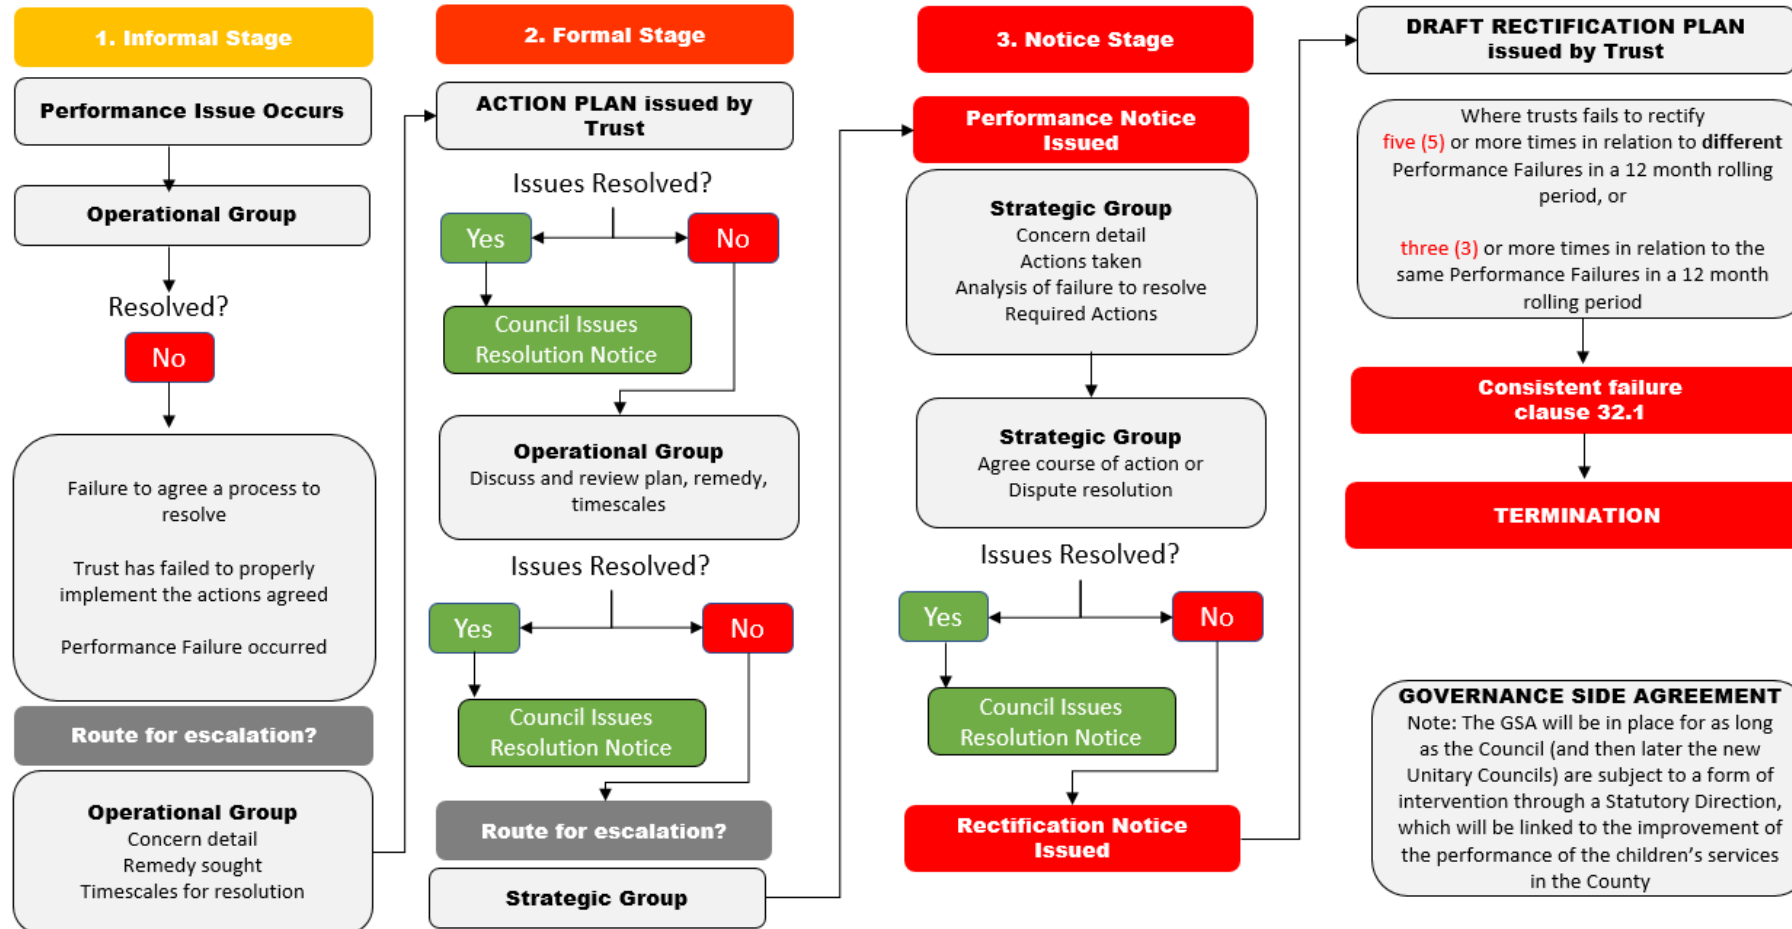 1. Informal Stage
Performance Issue Occurs
Operational Group
Resolved?
No
Failure to agree a process to
resolve
Trust has failed to properly
implement the actions agreed
Performance Failure occurred
Route for escalation?
Operational Group
Concern detail
Remedy sought
Timescales for resolution
2. Formal Stage
ACTION PLAN issued by
Trust
Issues Resolved?
Yes
No
Council Issues
Resolution Notice
Operational Group
Discuss and review plan, remedy,
timescales
Issues Resolved?
Yes
No
Council Issues
Resolution Notice
Route for escalation?
Strategic Group
3. Notice Stage
Performance Notice
Issued
Strategic Group
Concern detail
Actions taken
Analysis of failure to resolve
Required Actions
Strategic Group
Agree course of action or
Dispute resolution
Issues Resolved?
Yes
No
Council Issues
Resolution Notice
Rectification Notice
Issued
DRAFT RECTIFICATION PLAN
issued by Trust
Where trusts fails to rectify
five (5) or more times in relation to different
Performance Failures in a 12 month rolling
period, or
three (3) or more times in relation to the
same Performance Failures in a 12 month
rolling period
Consistent failure
clause 32.1
TERMINATION
GOVERNANCE SIDE AGREEMENT
Note: The GSA will be in place for as long
as the Council (and then later the new
Unitary Councils) are subject to a form of
intervention through a Statutory Direction,
which will be linked to the improvement of
the performance of the children's services
in the County